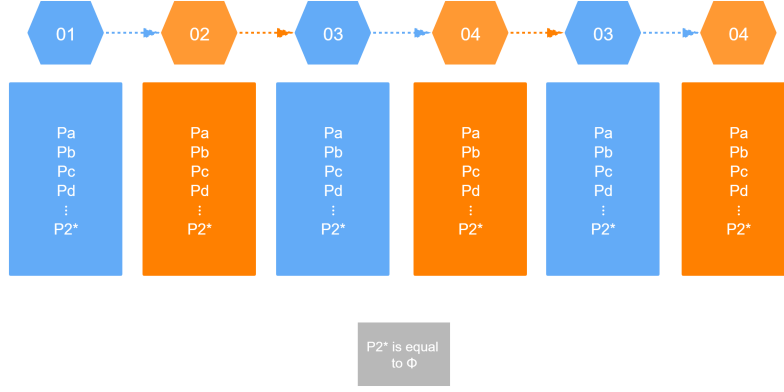 01
02
03
04
03
04
Pa
Pb
Pc
Pd
⋮
P2*
Pa
Pb
Pc
Pd
⋮
P2*
Pa
Pb
Pc
Pd
⋮
P2*
Pa
Pb
Pc
Pd
⋮
P2*
Pa
Pb
Pc
Pd
⋮
P2*
Pa
Pb
Pc
Pd
⋮
P2*
P2* is equal
to Φ